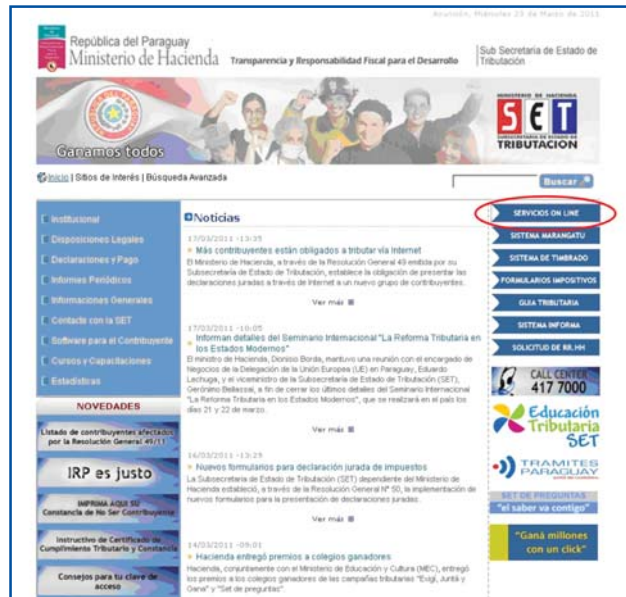 Asunción, Miércoles 23 de Marzo de 2011
República del Paraguay
Ministerio de Hacienda
Transparencia y Responsabilidad Fiscal para el Desarrollo
Sub Secretaria de Estado de
Tributación
Ganamos todos
MINISTERIO DE HACIENDA
SET
SUBSECRETARIA DE ESTADO DE
TRIBUTACIÓN
Inicio | Sitios de Interés | Búsqueda Avanzada
Buscar
Institucional
Disposiciones Legales
Declaraciones y Pago
Informes Periódicos
Informaciones Generales
Contacte con la SET
Software para el Contribuyente
Cursos y Capacitaciones
Estadísticas
NOVEDADES
Listado de contribuyentes afectados
por la Resolución General 49/11
IRP es justo
IMPRIMA AQUI SU
Constancia de No Ser Contribuyente
Instructivo de Certificado de
Cumplimiento Tributario y Constancia
Consejos para tu clave de
acceso
Noticias
17/03/2011 -13:35
Más contribuyentes están obligados a tributar vía Internet
El Ministerio de Hacienda, a través de la Resolución General 49 emitida por su
Subsecretaría de Estado de Tributación, establece la obligación de presentar las
declaraciones juradas a través de Internet a un nuevo grupo de contribuyentes.
Ver más
17/03/2011 -10:05
Informan detalles del Seminario Internacional "La Reforma Tributaria en
los Estados Modernos"
El ministro de Hacienda, Dionisio Borda, mantuvo una reunión con el encargado de
Negocios de la Delegación de la Unión Europea (UE) en Paraguay, Eduardo
Lechuga, y el viceministro de la Subsecretaría de Estado de Tributación (SET),
Gerónimo Bellassai, a fin de cerrar los últimos detalles del Seminario Internacional
"La Reforma Tributaria en los Estados Modernos", que se realizará en el país los
días 21 y 22 de marzo.
Ver más
16/03/2011 -13:29
Nuevos formularios para declaración jurada de impuestos
La Subsecretaría de Estado de Tributación (SET) dependiente del Ministerio de
Hacienda estableció, a través de la Resolución General N° 50, la implementación de
nuevos formularios para la presentación de declaraciones juradas.
Ver más
14/03/2011 -09:01
Hacienda entregó premios a colegios ganadores
Hacienda, conjuntamente con el Ministerio de Educación y Cultura (MEC), entregó
los premios a los colegios ganadores de las campañas tributarias "Exigí, Juntá y
Ganá" y "Set de preguntas".
Ver más
SERVICIOS ON LINE
SISTEMA MARANGATU
SISTEMA DE TIMBRADO
FORMULARIOS IMPOSITIVOS
GUIA TRIBUTARIA
SISTEMA INFORMA
SOLICITUD DE RR.HH
CALL CENTER
417 7000
Educación
Tributaria
SET
TRAMITES
PARAGUAY
SET DE PREGUNTAS
"el saber va contigo"
"Ganá millones
con un click"